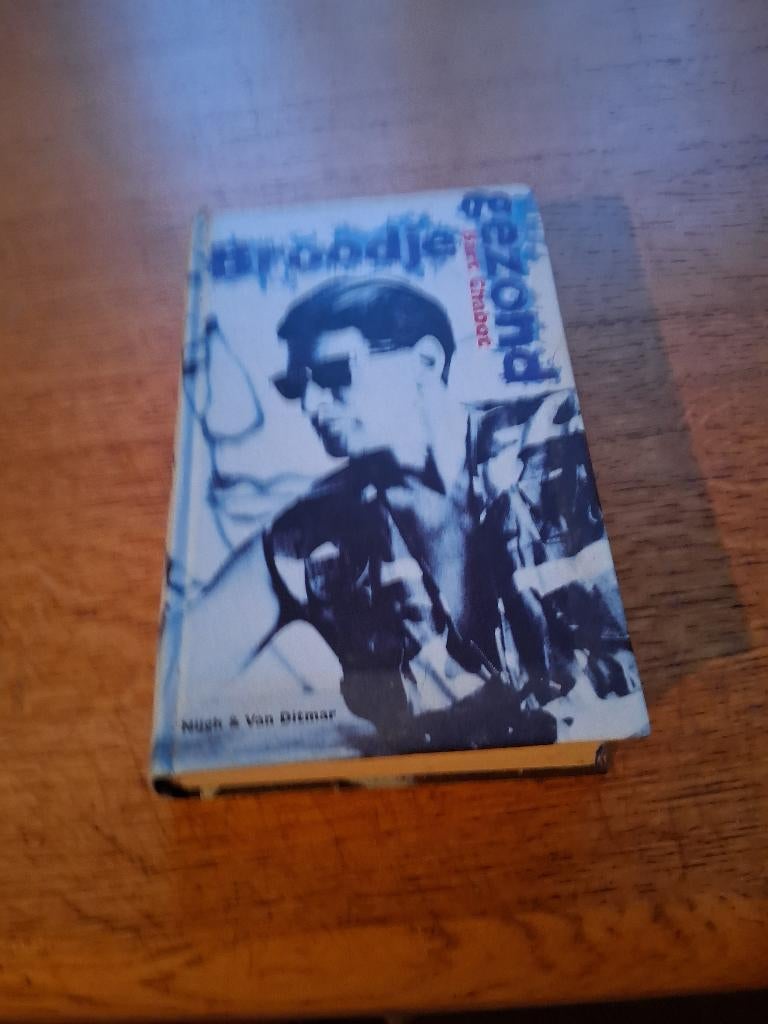 Broodje
gezond
Bart Chabot
Nijgh & Van Ditmar